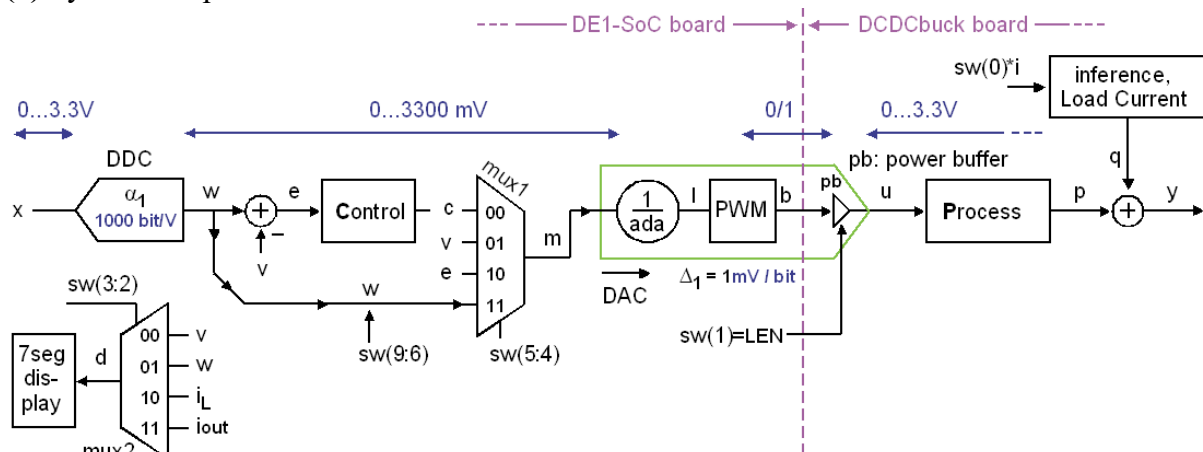 DE1-SoC board
DCDCbuck board
sw(0)*i
inference,
Load Current
0...3.3V
0...3300 mV
0/1
0...3.3V
DDC
mux1
pb: power buffer
q
x
α1
1000 bit/V
w
e
Control
c
00
v
01
e
10
w
11
m
1
ada
l
PWM
b
pb
u
Process
p
y
v
–
DAC
Δ1 = 1mV / bit
sw(3:2)
sw(9:6)
sw(5:4)
sw(1)=LEN
7seg
dis-
play
d
00
v
01
w
10
iL
11
iout
mux2